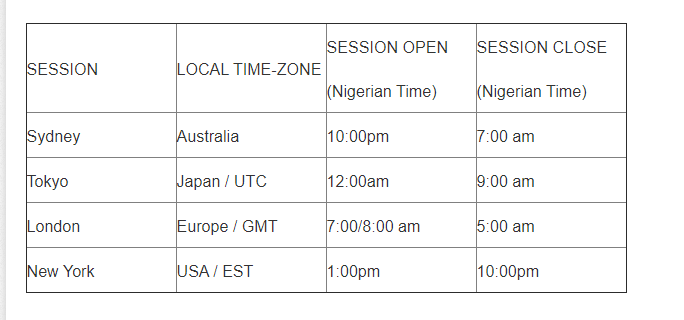 SESSION LOCAL TIME-ZONE SESSION OPEN (Nigerian Time) SESSION CLOSE (Nigerian Time)
Sydney Australia 10:00pm 7:00 am
Tokyo Japan / UTC 12:00am 9:00 am
London Europe / GMT 7:00/8:00 am 5:00 am
New York USA / EST 1:00pm 10:00pm